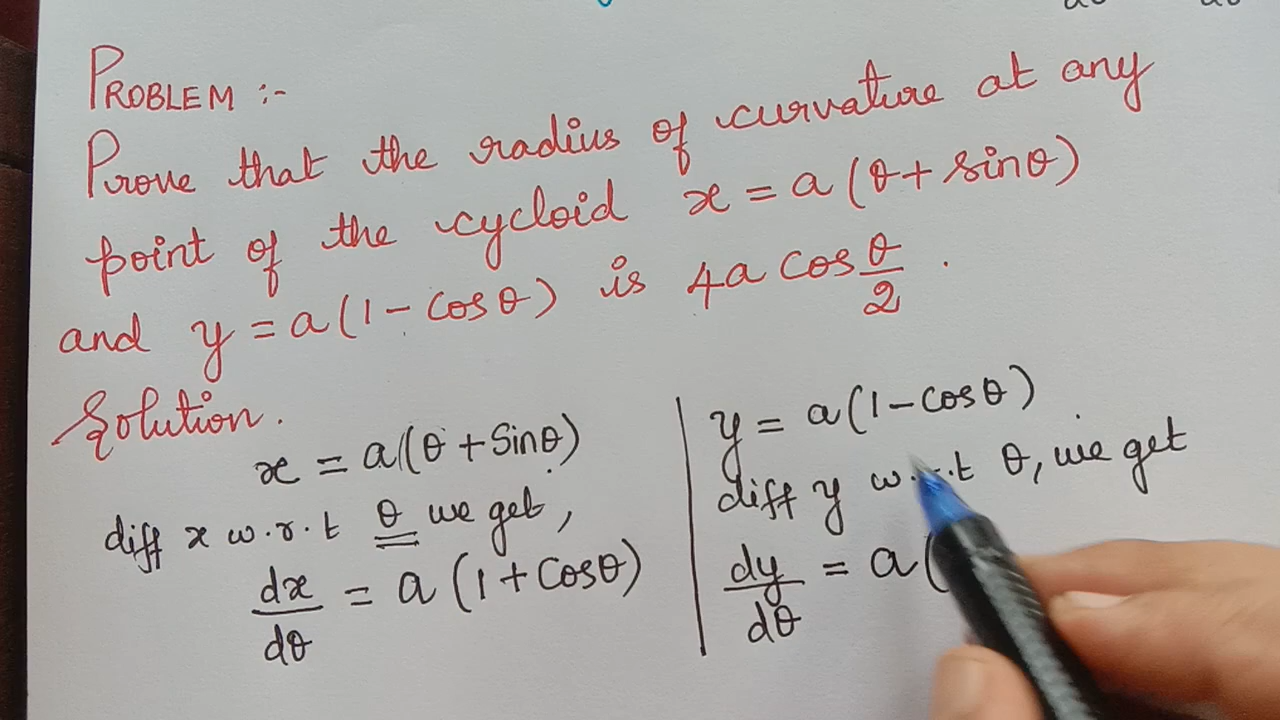 PROBLEM :-
Prove that the radius of curvature at any
point of the cycloid x = a(θ + sinθ)
and y = a(1 - cosθ) is 4a cos θ/2 .
Solution.
x = a(θ + Sinθ)
diff x w.r.t θ we get,
dx/dθ = a (1 + Cosθ)
y = a(1 - cosθ)
diff y w.r.t θ, we get
dy/dθ = a(